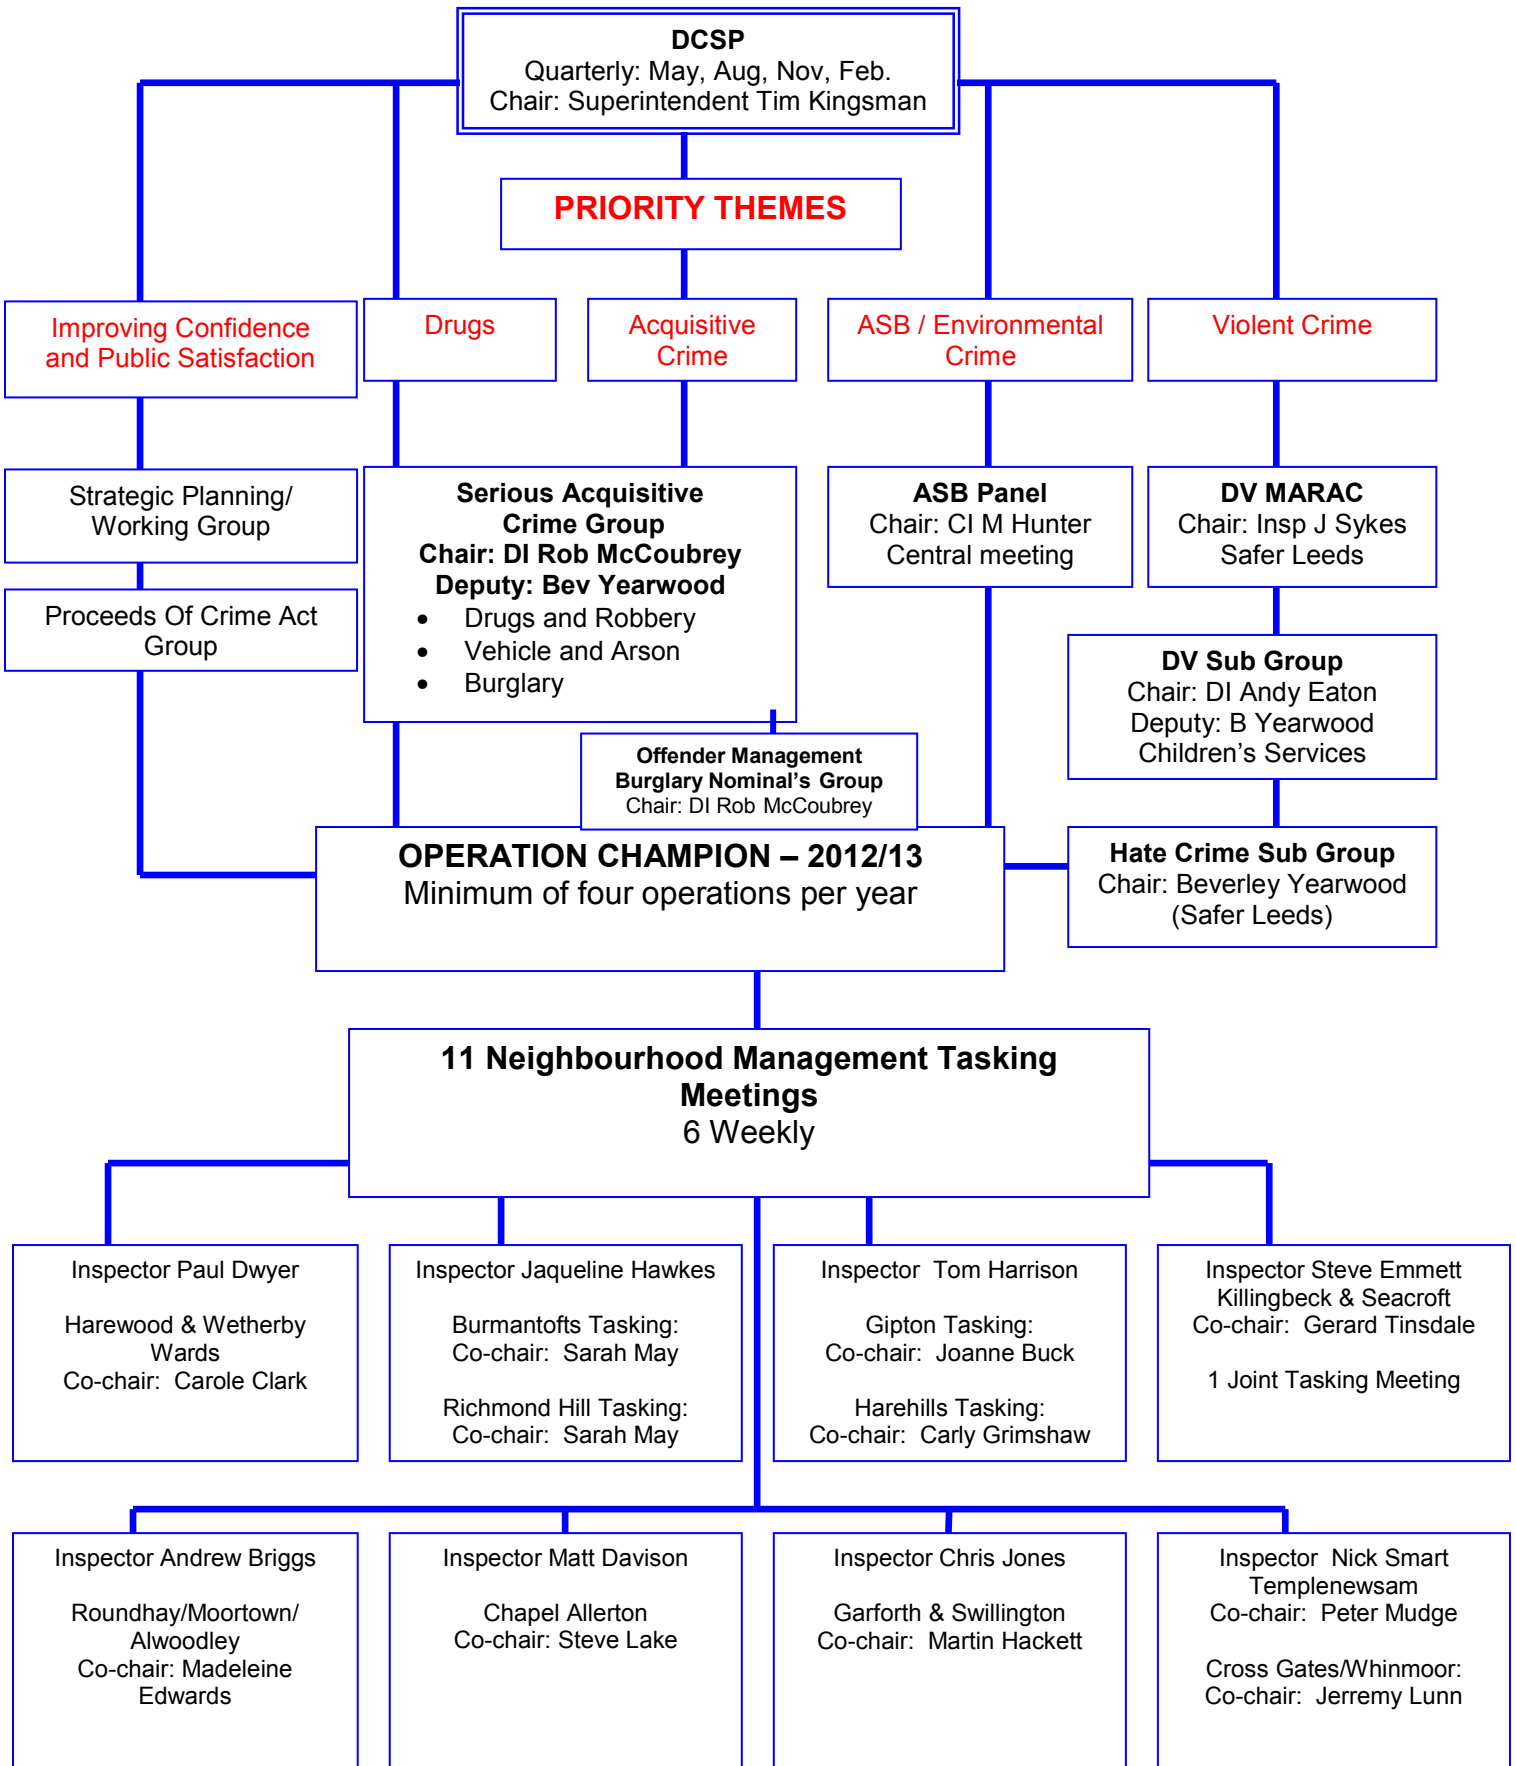 DCSP
Quarterly: May, Aug, Nov, Feb.
Chair: Superintendent Tim Kingsman
PRIORITY THEMES
Improving Confidence
and Public Satisfaction
Drugs
Acquisitive
Crime
ASB / Environmental
Crime
Violent Crime
Strategic Planning/
Working Group
Proceeds Of Crime Act
Group
Serious Acquisitive
Crime Group
Chair: DI Rob McCoubrey
Deputy: Bev Yearwood
• Drugs and Robbery
• Vehicle and Arson
• Burglary
Offender Management
Burglary Nominal's Group
Chair: DI Rob McCoubrey
ASB Panel
Chair: CI M Hunter
Central meeting
DV MARAC
Chair: Insp J Sykes
Safer Leeds
DV Sub Group
Chair: DI Andy Eaton
Deputy: B Yearwood
Children's Services
Hate Crime Sub Group
Chair: Beverley Yearwood
(Safer Leeds)
OPERATION CHAMPION – 2012/13
Minimum of four operations per year
11 Neighbourhood Management Tasking
Meetings
6 Weekly
Inspector Paul Dwyer
Harewood & Wetherby
Wards
Co-chair: Carole Clark
Inspector Jaqueline Hawkes
Burmantofts Tasking:
Co-chair: Sarah May
Richmond Hill Tasking:
Co-chair: Sarah May
Inspector Tom Harrison
Gipton Tasking:
Co-chair: Joanne Buck
Harehills Tasking:
Co-chair: Carly Grimshaw
Inspector Steve Emmett
Killingbeck & Seacroft
Co-chair: Gerard Tinsdale
1 Joint Tasking Meeting
Inspector Andrew Briggs
Roundhay/Moortown/
Alwoodley
Co-chair: Madeleine
Edwards
Inspector Matt Davison
Chapel Allerton
Co-chair: Steve Lake
Inspector Chris Jones
Garforth & Swillington
Co-chair: Martin Hackett
Inspector Nick Smart
Templenewsam
Co-chair: Peter Mudge
Cross Gates/Whinmoor:
Co-chair: Jerremy Lunn